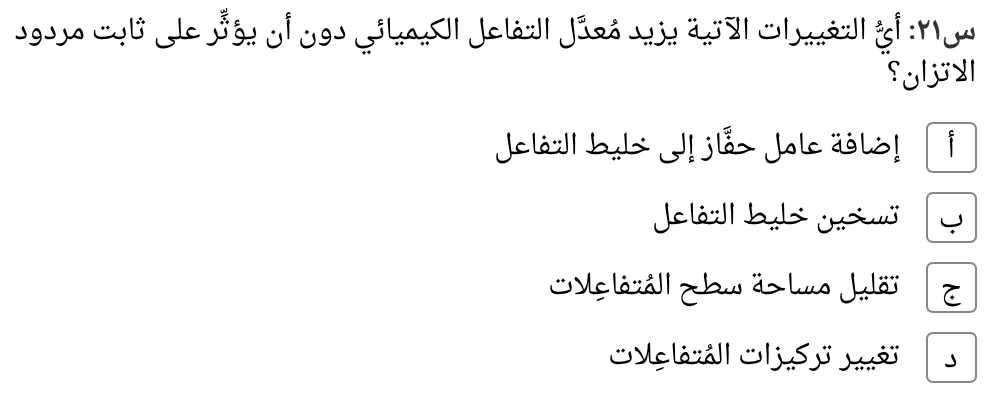 س٢١: أيُّ التغييرات الآتية يزيد مُعدَّل التفاعل الكيميائي دون أن يؤثِّر على ثابت مردود
الاتزان؟
أ إضافة عامل حفَّاز إلى خليط التفاعل
ب تسخين خليط التفاعل
ج تقليل مساحة سطح المُتفاعِلات
د تغيير تركيزات المُتفاعِلات